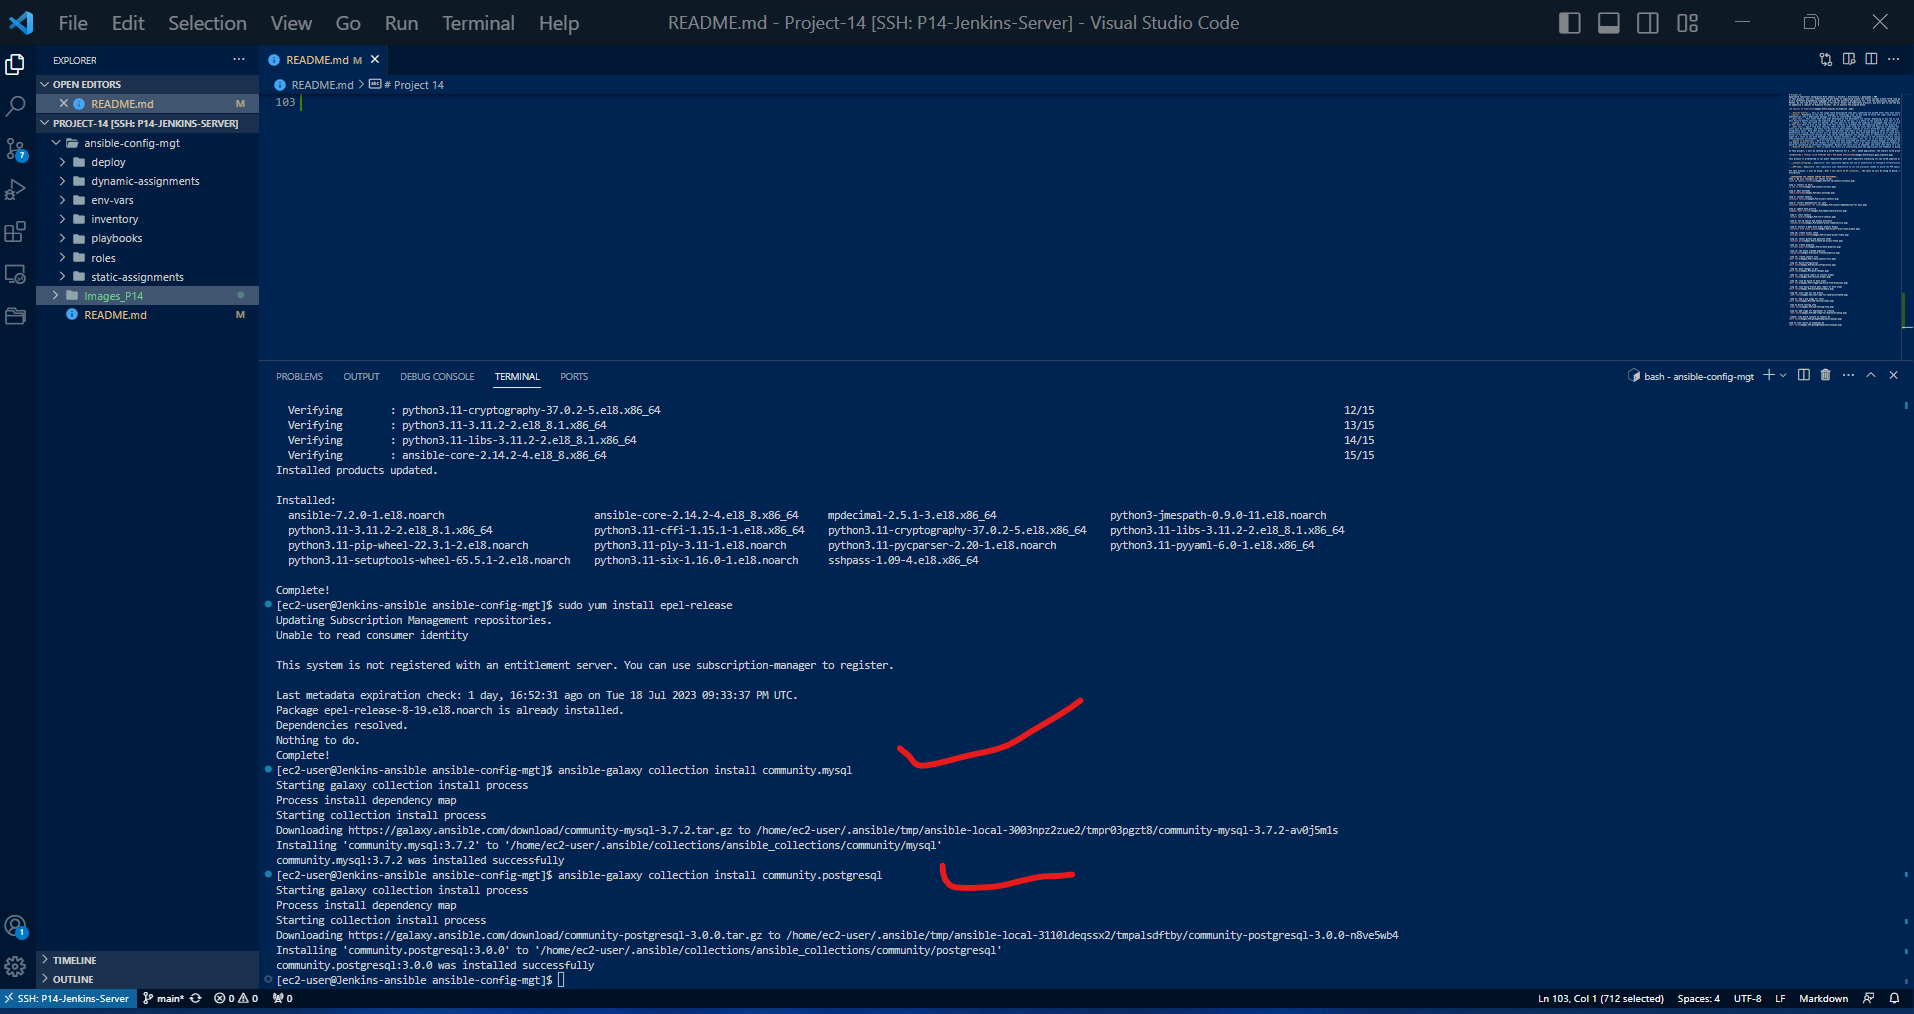 File Edit Selection View Go Run Terminal Help
README.md - Project-14 [SSH: P14-Jenkins-Server] - Visual Studio Code
EXPLORER
OPEN EDITORS
README.md M
PROJECT-14 [SSH: P14-JENKINS-SERVER]
ansible-config-mgt
deploy
dynamic-assignments
env-vars
inventory
playbooks
roles
static-assignments
Images_P14
README.md M
7
1
TIMELINE
OUTLINE
README.md M
README.md > # Project 14
103
PROBLEMS OUTPUT DEBUG CONSOLE TERMINAL PORTS
bash - ansible-config-mgt
Verifying : python3.11-cryptography-37.0.2-5.el8.x86_64 12/15
Verifying : python3.11-3.11.2-2.el8_8.1.x86_64 13/15
Verifying : python3.11-libs-3.11.2-2.el8_8.1.x86_64 14/15
Verifying : ansible-core-2.14.2-4.el8_8.x86_64 15/15
Installed products updated.
Installed:
ansible-7.2.0-1.el8.noarch ansible-core-2.14.2-4.el8_8.x86_64 mpdecimal-2.5.1-3.el8.x86_64 python3-jmespath-0.9.0-11.el8.noarch
python3.11-3.11.2-2.el8_8.1.x86_64 python3.11-cffi-1.15.1-1.el8.x86_64 python3.11-cryptography-37.0.2-5.el8.x86_64 python3.11-libs-3.11.2-2.el8_8.1.x86_64
python3.11-pip-wheel-22.3.1-2.el8.noarch python3.11-ply-3.11-1.el8.noarch python3.11-pycparser-2.20-1.el8.noarch python3.11-pyyaml-6.0-1.el8.x86_64
python3.11-setuptools-wheel-65.5.1-2.el8.noarch python3.11-six-1.16.0-1.el8.noarch sshpass-1.09-4.el8.x86_64
Complete!
[ec2-user@Jenkins-ansible ansible-config-mgt]$ sudo yum install epel-release
Updating Subscription Management repositories.
Unable to read consumer identity
This system is not registered with an entitlement server. You can use subscription-manager to register.
Last metadata expiration check: 1 day, 16:52:31 ago on Tue 18 Jul 2023 09:33:37 PM UTC.
Package epel-release-8-19.el8.noarch is already installed.
Dependencies resolved.
Nothing to do.
Complete!
[ec2-user@Jenkins-ansible ansible-config-mgt]$ ansible-galaxy collection install community.mysql
Starting galaxy collection install process
Process install dependency map
Starting collection install process
Downloading https://galaxy.ansible.com/download/community-mysql-3.7.2.tar.gz to /home/ec2-user/.ansible/tmp/ansible-local-3003npz2zue2/tmpr03pgzt8/community-mysql-3.7.2-av0j5m1s
Installing 'community.mysql:3.7.2' to '/home/ec2-user/.ansible/collections/ansible_collections/community/mysql'
community.mysql:3.7.2 was installed successfully
[ec2-user@Jenkins-ansible ansible-config-mgt]$ ansible-galaxy collection install community.postgresql
Starting galaxy collection install process
Process install dependency map
Starting collection install process
Downloading https://galaxy.ansible.com/download/community-postgresql-3.0.0.tar.gz to /home/ec2-user/.ansible/tmp/ansible-local-3110ldeqssx2/tmpalsdftby/community-postgresql-3.0.0-n8ve5wb4
Installing 'community.postgresql:3.0.0' to '/home/ec2-user/.ansible/collections/ansible_collections/community/postgresql'
community.postgresql:3.0.0 was installed successfully
[ec2-user@Jenkins-ansible ansible-config-mgt]$
SSH: P14-Jenkins-Server main* 0 0 0
Ln 103, Col 1 (712 selected) Spaces: 4 UTF-8 LF Markdown